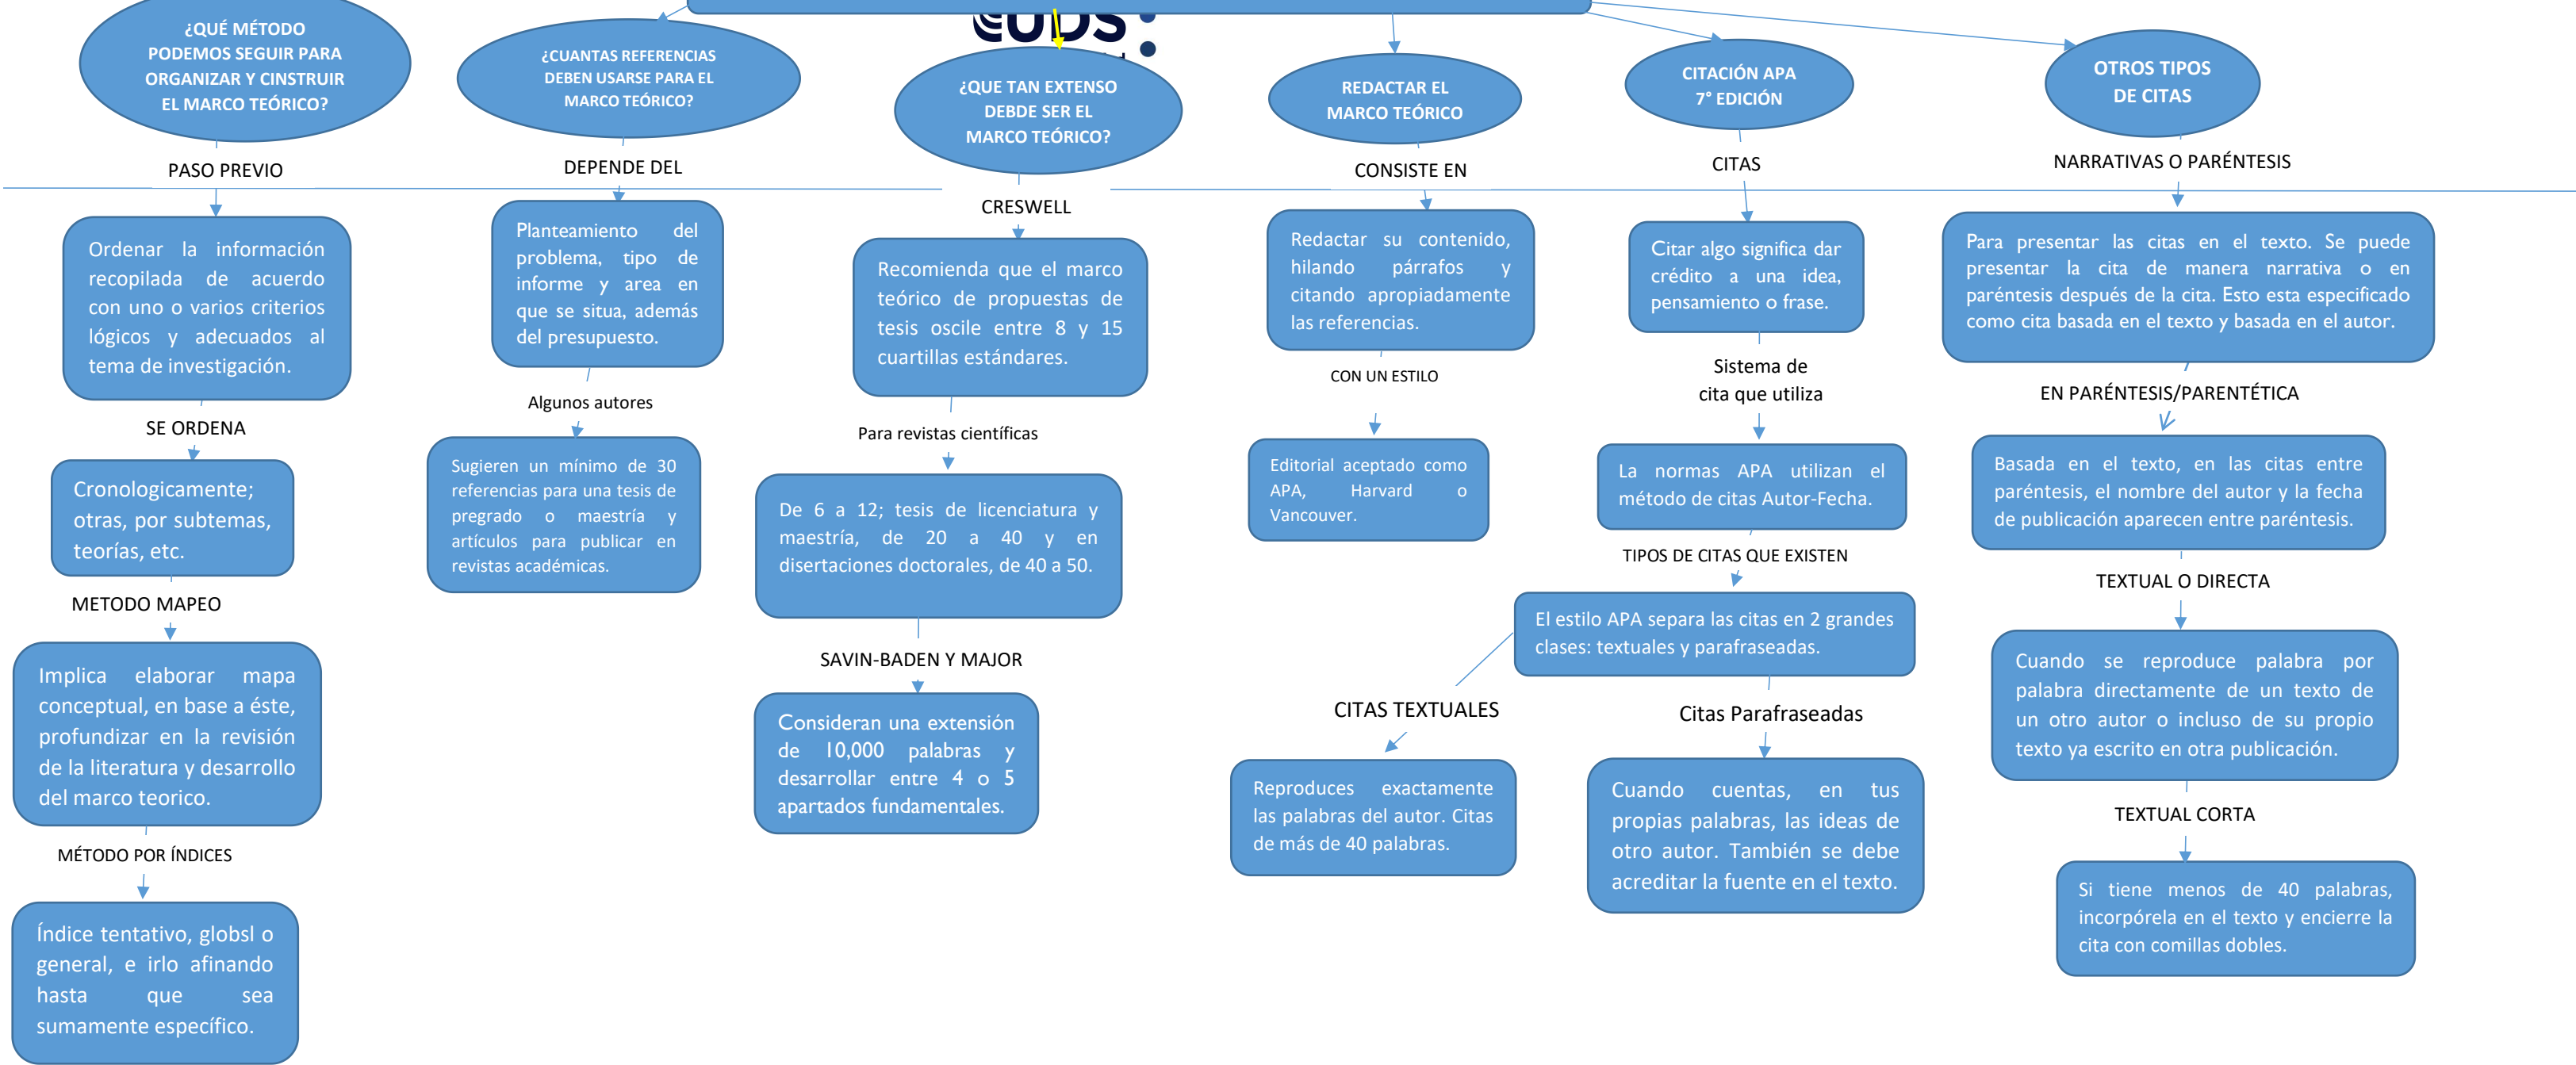 ¿QUÉ MÉTODO
PODEMOS SEGUIR PARA
ORGANIZAR Y CINSTRUIR
EL MARCO TEÓRICO?
PASO PREVIO
Ordenar la información
recopilada de acuerdo
con uno o varios criterios
lógicos y adecuados al
tema de investigación.
SE ORDENA
Cronologicamente;
otras, por subtemas,
teorías, etc.
METODO MAPEO
Implica elaborar mapa
conceptual, en base a éste,
profundizar en la revisión
de la literatura y desarrollo
del marco teorico.
MÉTODO POR ÍNDICES
Índice tentativo, globsl o
general, e irlo afinando
hasta que sea
sumamente específico.
¿CUANTAS REFERENCIAS
DEBEN USARSE PARA EL
MARCO TEÓRICO?
DEPENDE DEL
Planteamiento del
problema, tipo de
informe y area en
que se situa, además
del presupuesto.
Algunos autores
Sugieren un mínimo de 30
referencias para una tesis de
pregrado o maestría y
artículos para publicar en
revistas académicas.
UDS
¿QUE TAN EXTENSO
DEBDE SER EL
MARCO TEÓRICO?
CRESWELL
Recomienda que el marco
teórico de propuestas de
tesis oscile entre 8 y 15
cuartillas estándares.
Para revistas científicas
De 6 a 12; tesis de licenciatura y
maestría, de 20 a 40 y en
disertaciones doctorales, de 40 a 50.
SAVIN-BADEN Y MAJOR
Consideran una extensión
de 10,000 palabras y
desarrollar entre 4 o 5
apartados fundamentales.
REDACTAR EL
MARCO TEÓRICO
CONSISTE EN
Redactar su contenido,
hilando párrafos y
citando apropiadamente
las referencias.
CON UN ESTILO
Editorial aceptado como
APA, Harvard o
Vancouver.
CITACIÓN APA
7° EDICIÓN
CITAS
Citar algo significa dar
crédito a una idea,
pensamiento o frase.
Sistema de
cita que utiliza
La normas APA utilizan el
método de citas Autor-Fecha.
TIPOS DE CITAS QUE EXISTEN
El estilo APA separa las citas en 2 grandes
clases: textuales y parafraseadas.
CITAS TEXTUALES
Reproduces exactamente
las palabras del autor. Citas
de más de 40 palabras.
Citas Parafraseadas
Cuando cuentas, en tus
propias palabras, las ideas de
otro autor. También se debe
acreditar la fuente en el texto.
OTROS TIPOS
DE CITAS
NARRATIVAS O PARÉNTESIS
Para presentar las citas en el texto. Se puede
presentar la cita de manera narrativa o en
paréntesis después de la cita. Esto esta especificado
como cita basada en el texto y basada en el autor.
EN PARÉNTESIS/PARENTÉTICA
Basada en el texto, en las citas entre
paréntesis, el nombre del autor y la fecha
de publicación aparecen entre paréntesis.
TEXTUAL O DIRECTA
Cuando se reproduce palabra por
palabra directamente de un texto de
un otro autor o incluso de su propio
texto ya escrito en otra publicación.
TEXTUAL CORTA
Si tiene menos de 40 palabras,
incorpórela en el texto y encierre la
cita con comillas dobles.